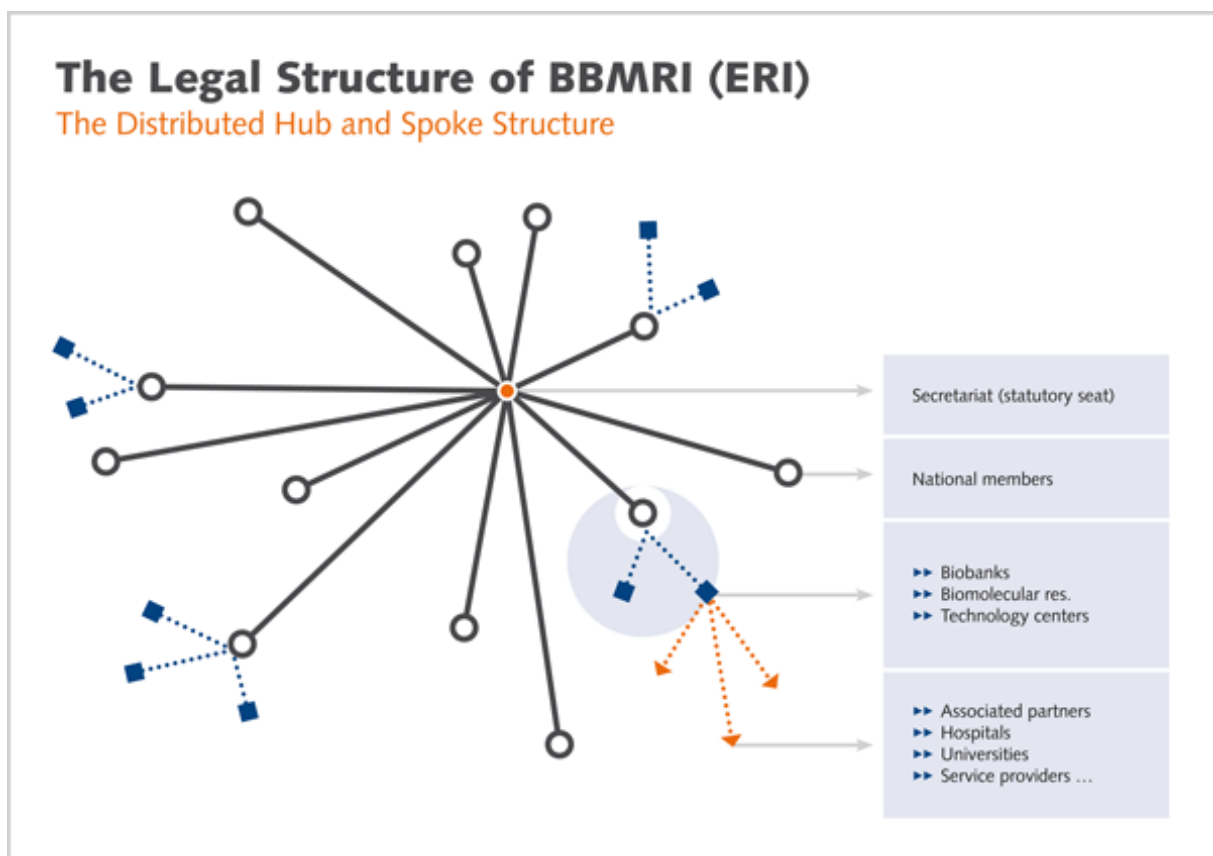 The Legal Structure of BBMRI (ERI)
The Distributed Hub and Spoke Structure
Secretariat (statutory seat)
National members
Biobanks
Biomolecular res.
Technology centers
Associated partners
Hospitals
Universities
Service providers ...